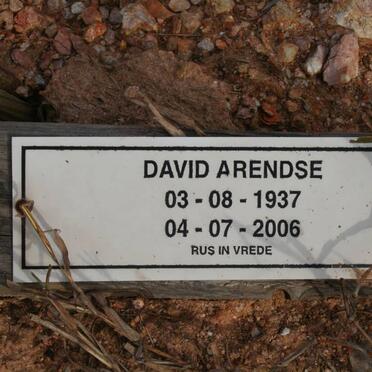 DAVID ARENDSE
03 - 08 - 1937
04 - 07 - 2006
RUS IN VREDE